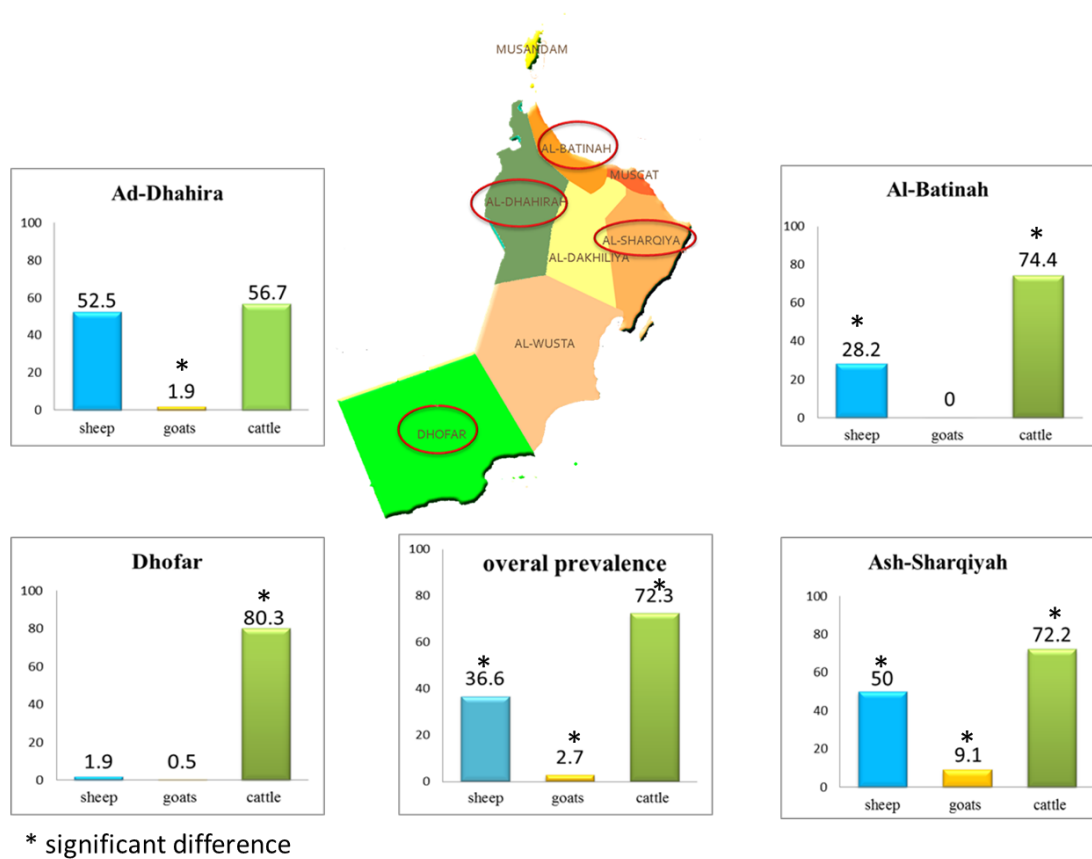 MUSANDAM
AL-BATINAH
MUSCAT
AL-DHAHIRAH
AL-SHARQIYA
AL-DAKHILIYA
AL-WUSTA
DHOFAR
Ad-Dhahira
100
80
60
40
20
0
52.5
*
1.9
56.7
sheep goats cattle
Al-Batinah
100
80
60
40
20
0
*
28.2
0
*
74.4
sheep goats cattle
Dhofar
100
80
60
40
20
0
1.9
0.5
*
80.3
sheep goats cattle
overal prevalence
100
80
60
40
20
0
*
36.6
*
2.7
*
72.3
sheep goats cattle
Ash-Sharqiyah
100
80
60
40
20
0
*
50
*
9.1
*
72.2
sheep goats cattle
* significant difference